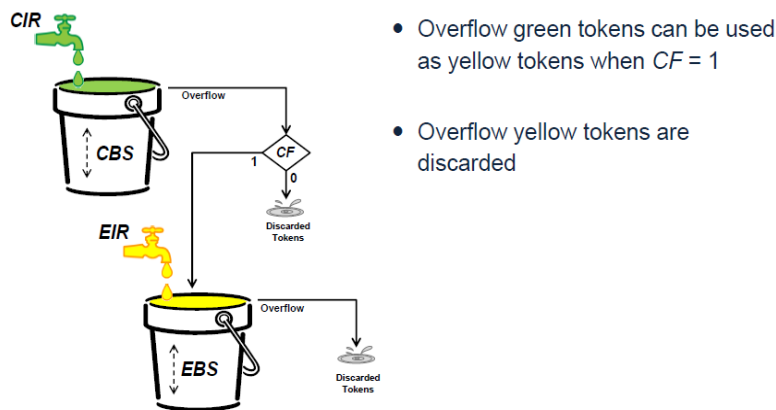 CIR
Overflow
CBS
CF
1
0
Discarded
Tokens
EIR
Overflow
EBS
Discarded
Tokens
• Overflow green tokens can be used
as yellow tokens when CF = 1
• Overflow yellow tokens are
discarded